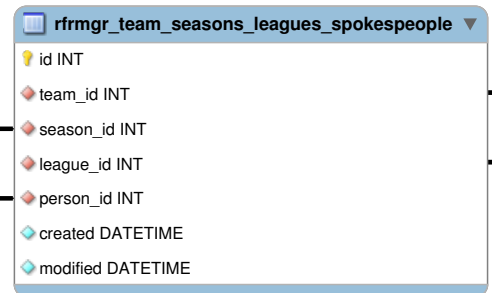 rfrmgr_team_seasons_leagues_spokespeople
id INT
team_id INT
season_id INT
league_id INT
person_id INT
created DATETIME
modified DATETIME